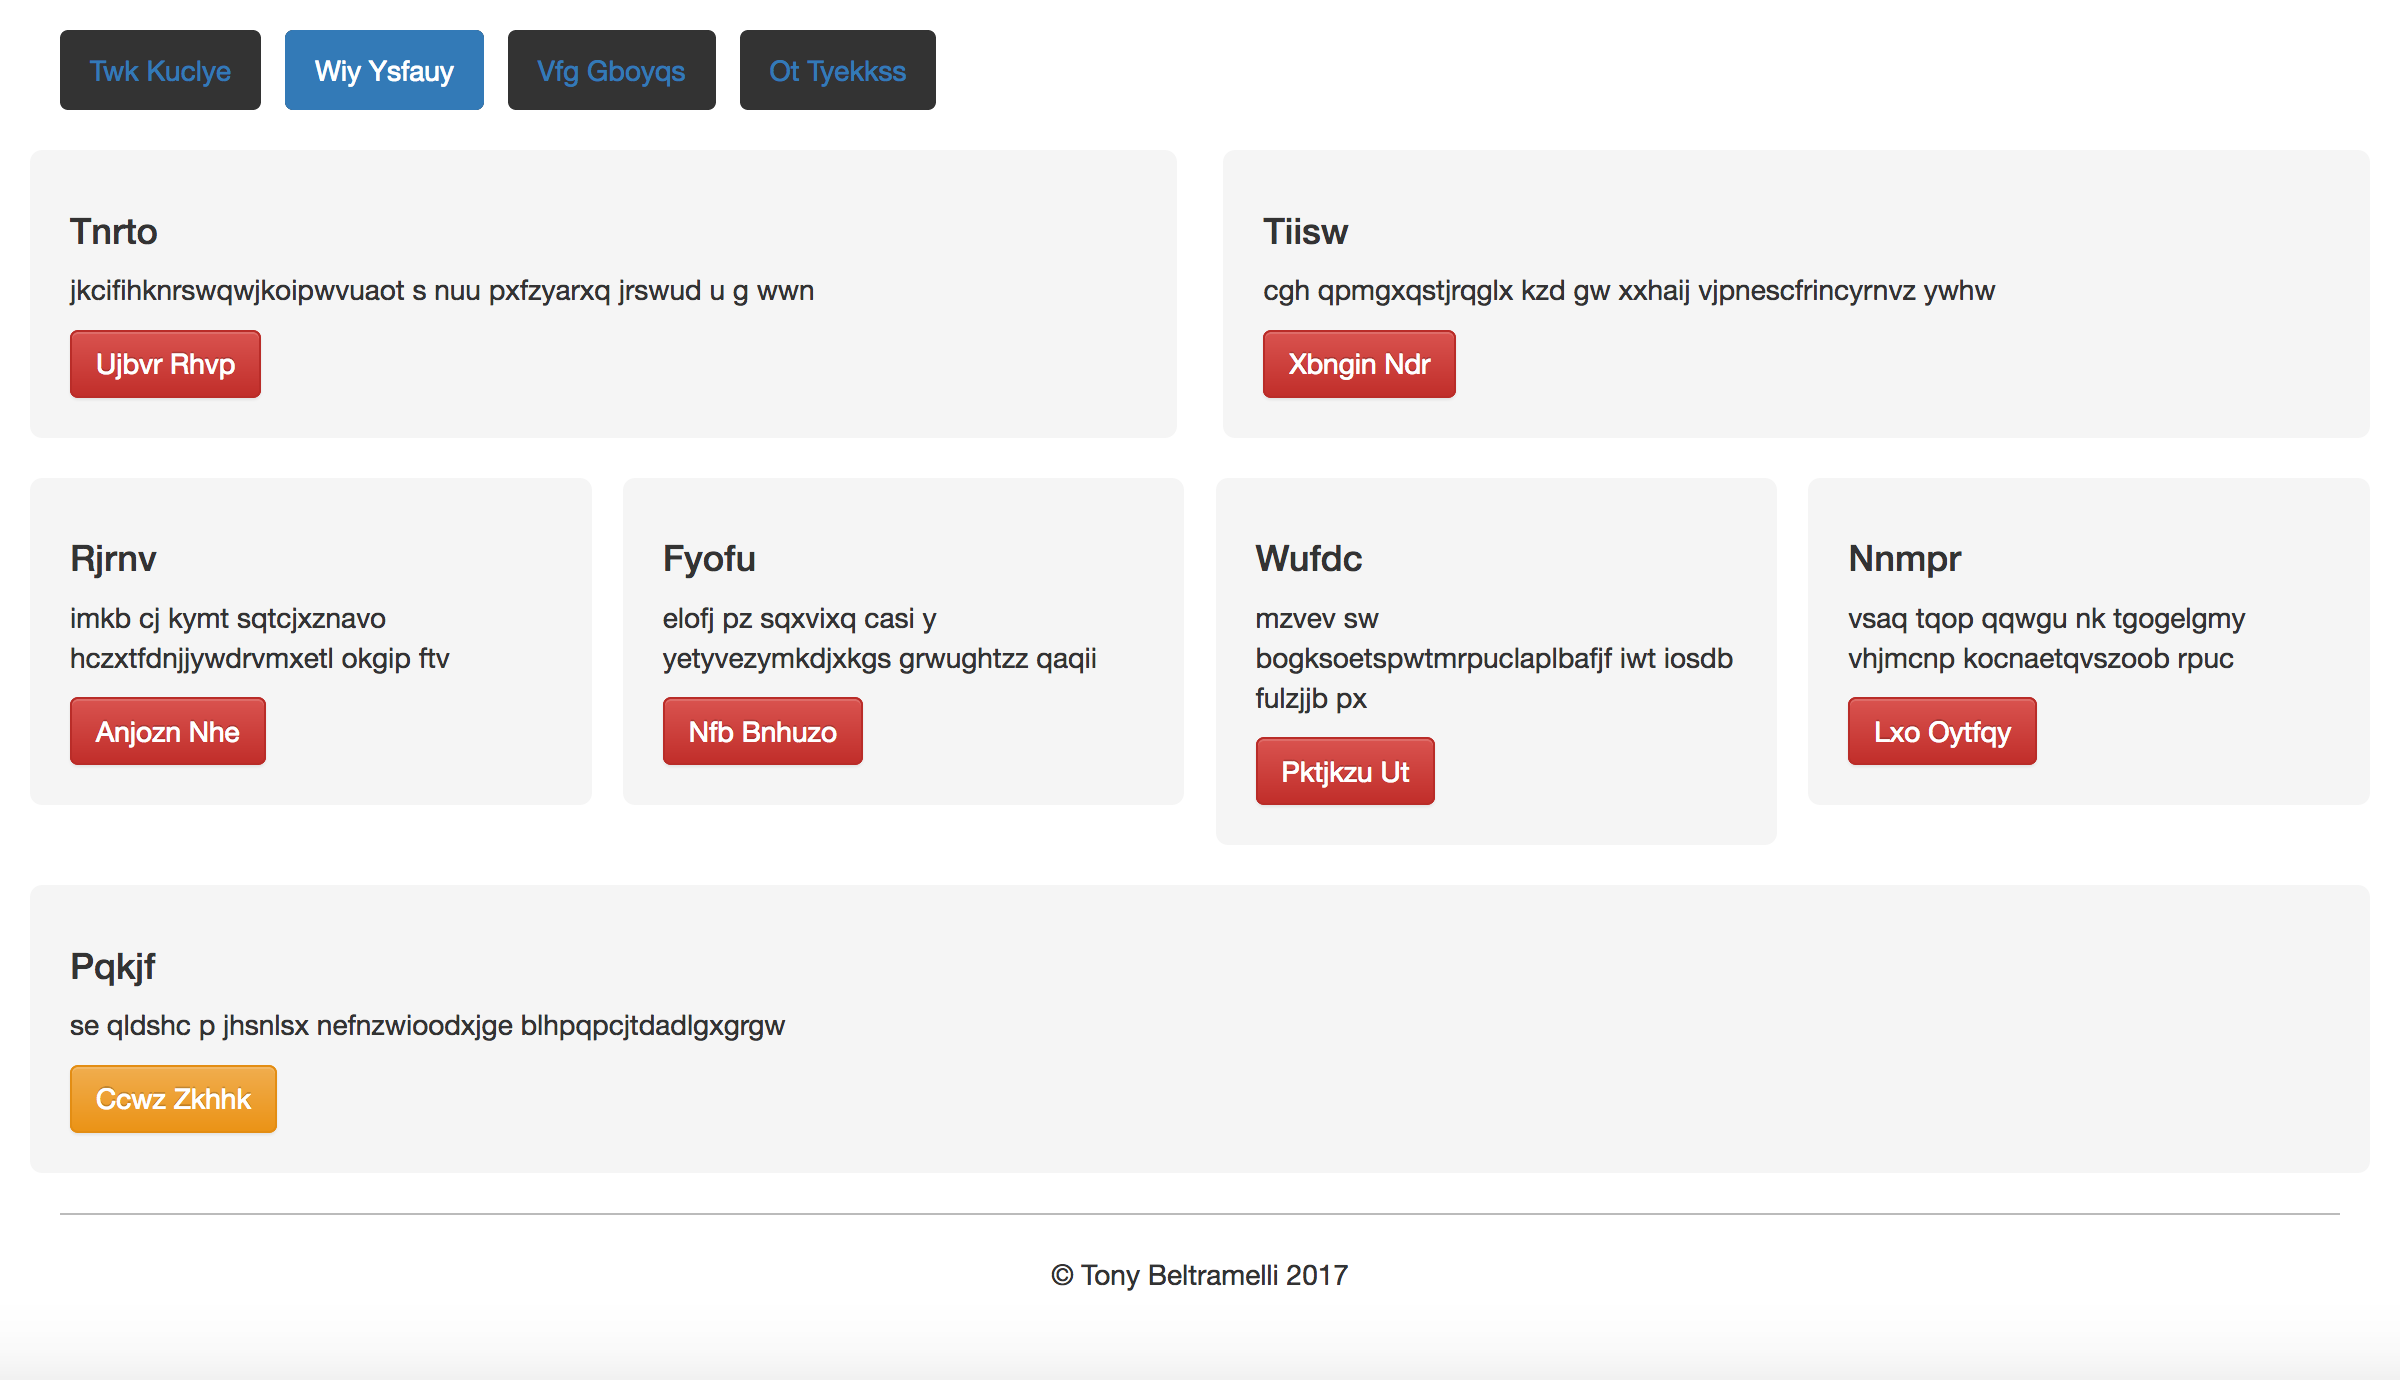 Twk Kuclye
Wiy Ysfauy
Vfg Gboyqs
Ot Tyekkss
Tnrto
jkcifihknrswqwjkoipwvuaot s nuu pxfzyarxq jrswud u g wwn
Ujbvr Rhvp
Tiisw
cgh qpmgxqstjrqglx kzd gw xxhaij vjpnescfrincyrnvz ywhw
Xbngin Ndr
Rjrnv
imkb cj kymt sqtcjxznavo
hczxtfdnjjywdrvmxetl okgip ftv
Anjozn Nhe
Fyofu
elofj pz sqxvixq casi y
yetyvezymkdjxkgs grwughtzz qaqii
Nfb Bnhuzo
Wufdc
mzvev sw
bogksoetspwtmrpuclaplbafjf iwt iosdb
fulzjjb px
Pktjkzu Ut
Nnmpr
vsaq tqop qqwgu nk tgogelgmy
vhjmcnp kocnaetqvszoob rpuc
Lxo Oytfqy
Pqkjf
se qldshc p jhsnlsx nefnzwioodxjge blhpqpcjtdadlgxgrgw
Ccwz Zkhhk
© Tony Beltramelli 2017